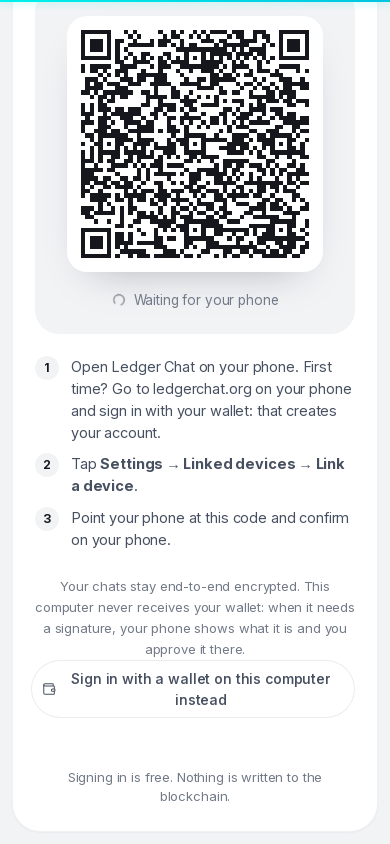 Waiting for your phone
1 Open Ledger Chat on your phone. First
time? Go to ledgerchat.org on your phone
and sign in with your wallet: that creates
your account.
2 Tap Settings → Linked devices → Link
a device.
3 Point your phone at this code and confirm
on your phone.
Your chats stay end-to-end encrypted. This
computer never receives your wallet: when it needs
a signature, your phone shows what it is and you
approve it there.
Sign in with a wallet on this computer
instead
Signing in is free. Nothing is written to the
blockchain.